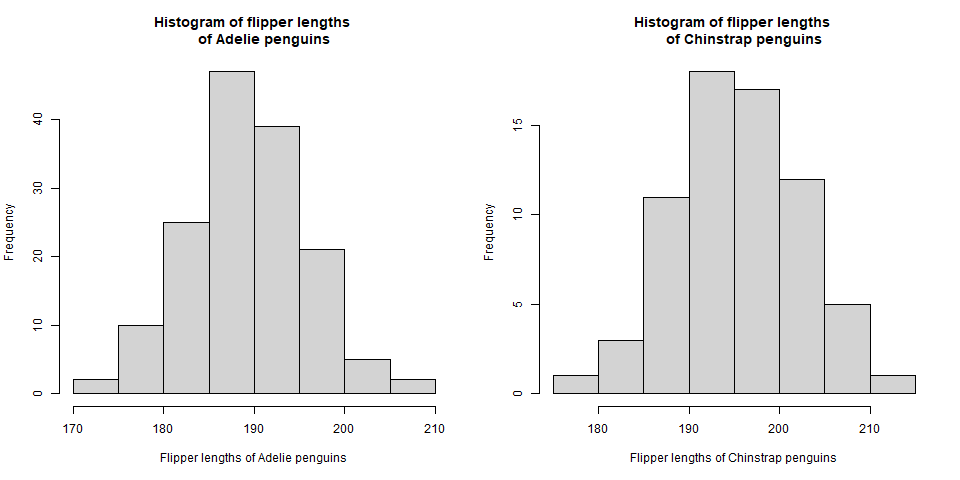 Histogram of flipper lengths
of Adelie penguins
Frequency
0
10
20
30
40
170
180
190
200
210
Flipper lengths of Adelie penguins
Histogram of flipper lengths
of Chinstrap penguins
Frequency
0
5
10
15
180
190
200
210
Flipper lengths of Chinstrap penguins